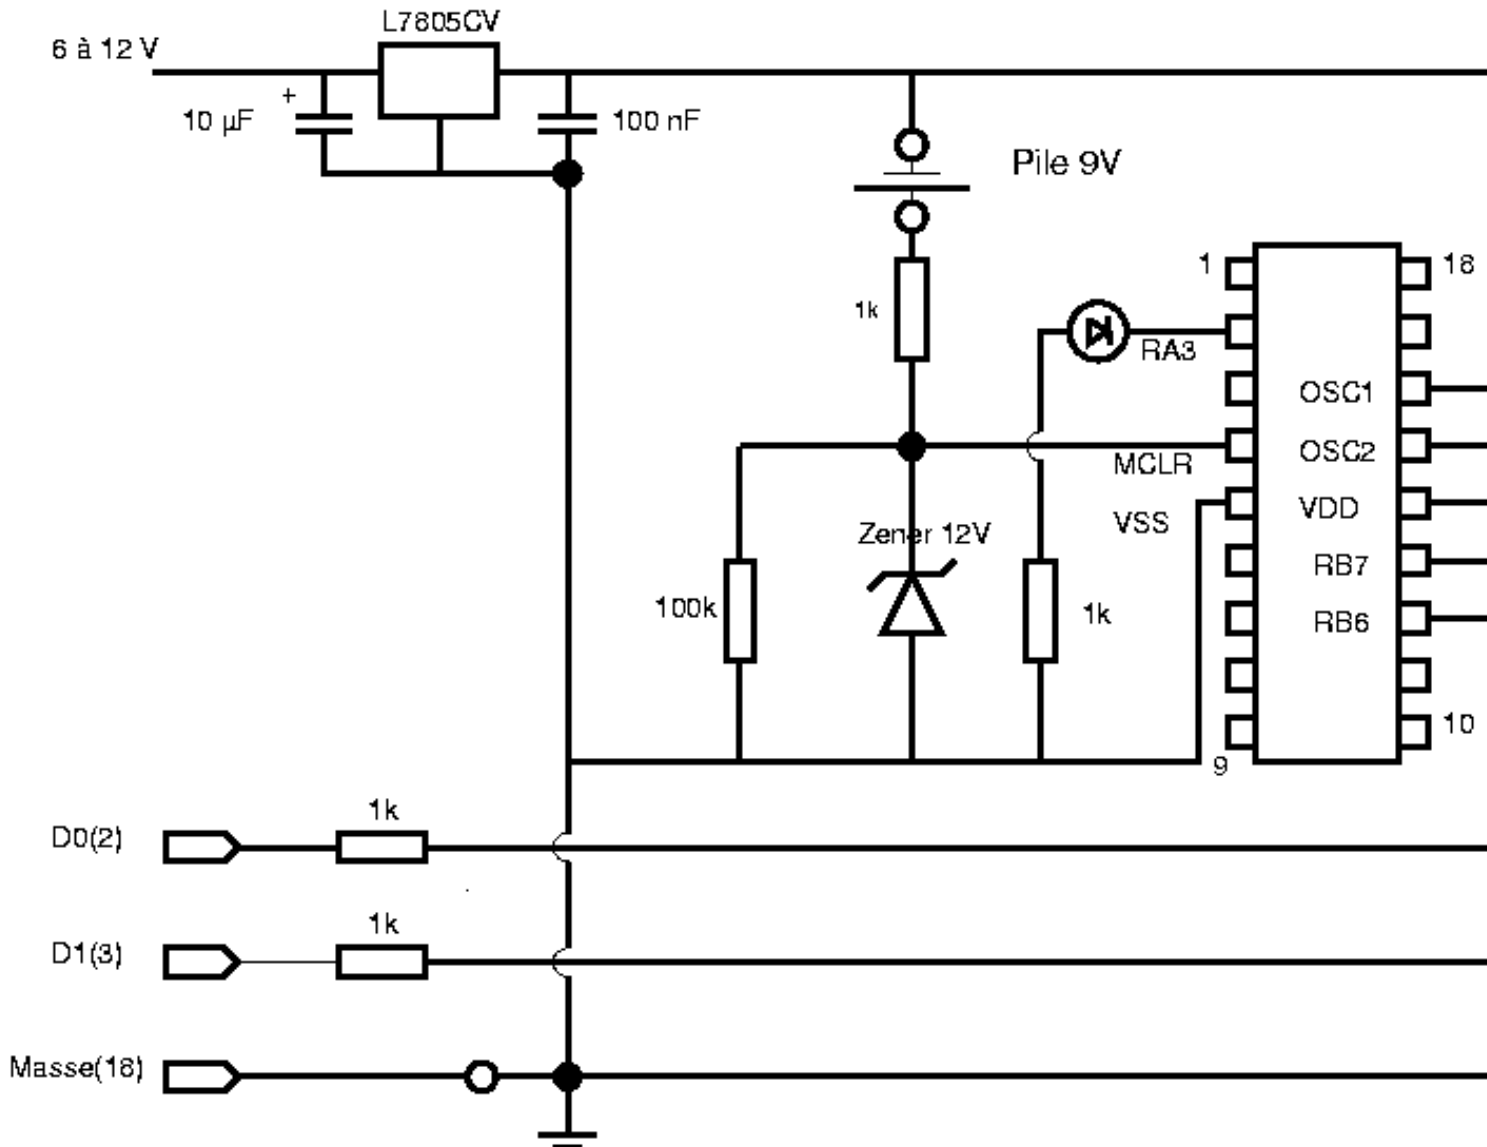 L7805CV
6 à 12 V
+
10 µF
100 nF
Pile 9V
1
18
1k
RA3
OSC1
MCLR
OSC2
VSS
VDD
Zener 12V
RB7
100k
1k
RB6
10
9
1k
D0(2)
1k
D1(3)
Masse(18)